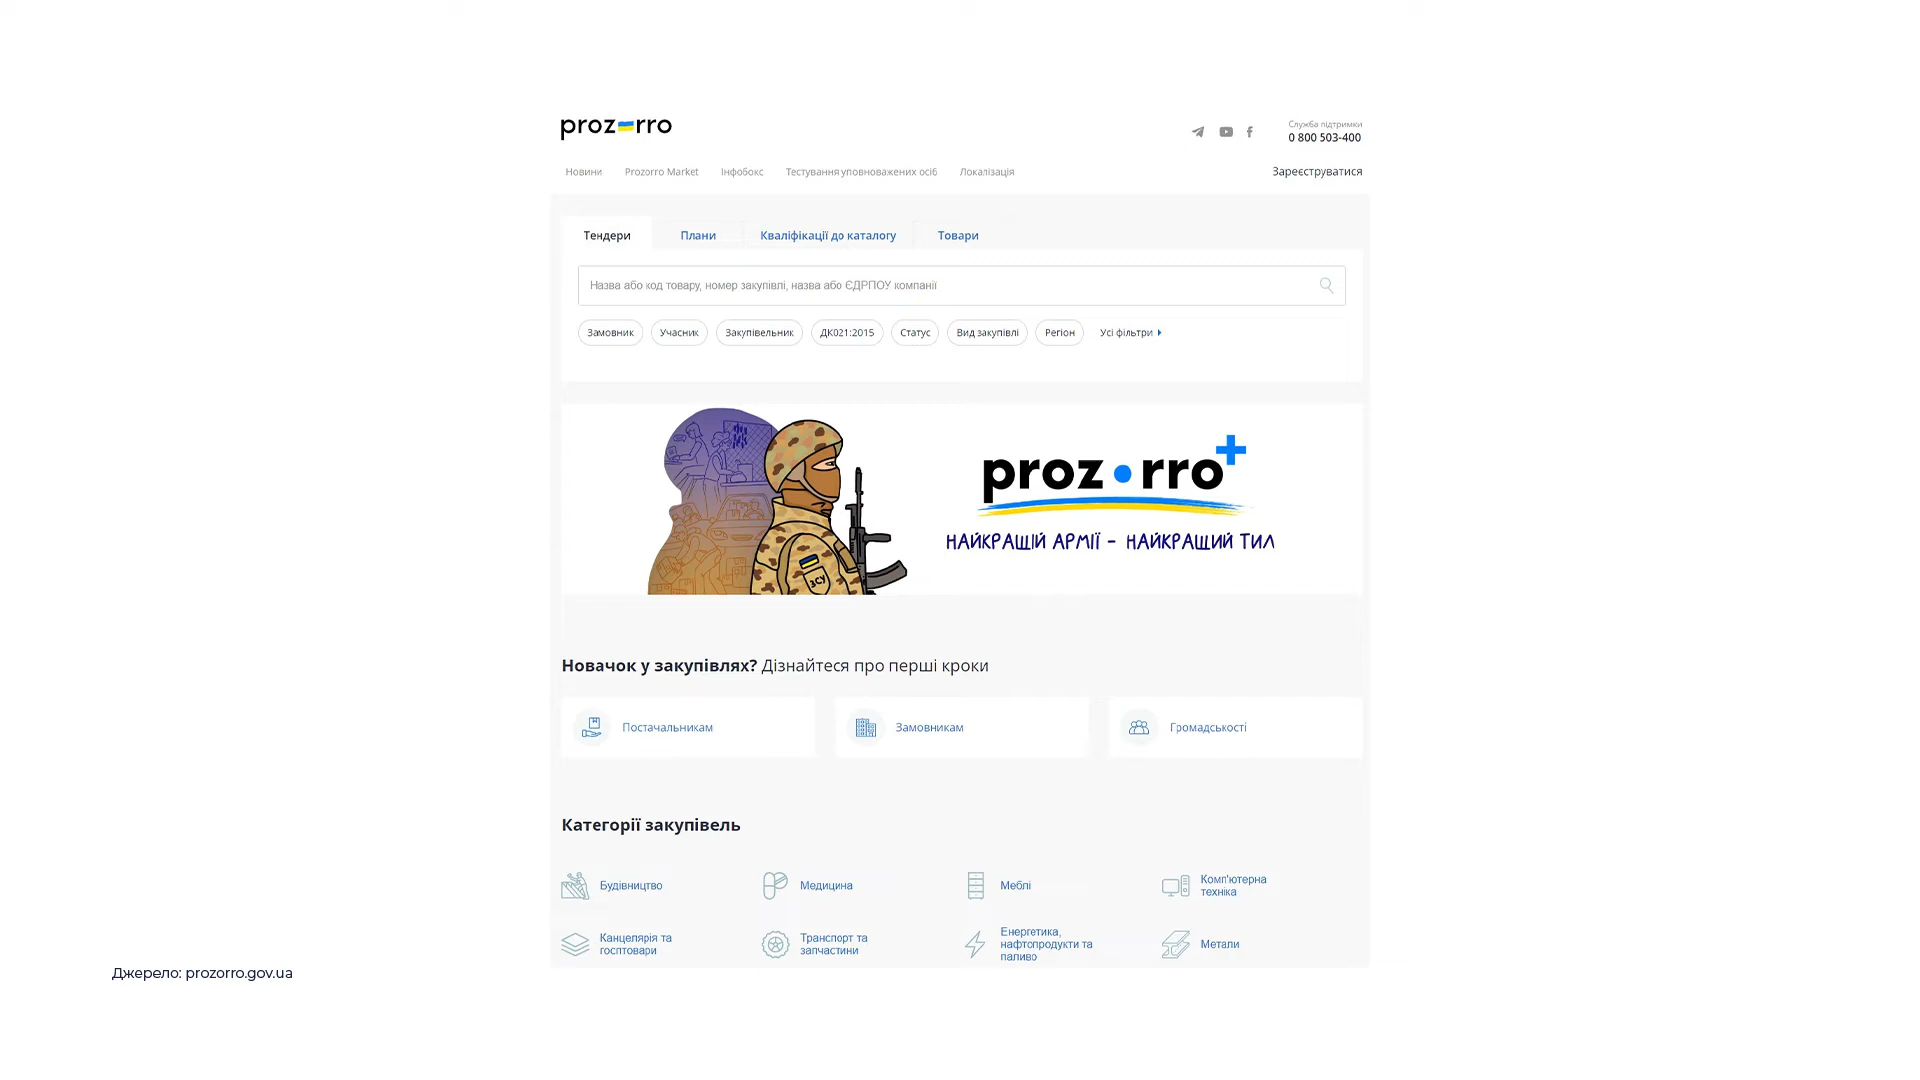 prozorro
Служба підтримки
0 800 503-400
Новини Prozorro Market Інфобокс Тестування уповноважених осіб Локалізація Зареєструватися
Тендери Плани Кваліфікації до каталогу Товари
Назва або код товару, номер закупівлі, назва або ЄДРПОУ компанії
Замовник Учасник Закупівельник ДК021:2015 Статус Вид закупівлі Регіон Усі фільтри
prozorro+
НАЙКРАЩІЙ АРМІЇ - НАЙКРАЩИЙ ТИЛ
ЗСУ
Новачок у закупівлях? Дізнайтеся про перші кроки
Постачальникам Замовникам Громадськості
Категорії закупівель
Будівництво
Медицина
Меблі
Комп'ютерна
техніка
Канцелярія та
госптовари
Транспорт та
запчастини
Енергетика,
нафтопродукти та
паливо
Метали
Джерело: prozorro.gov.ua